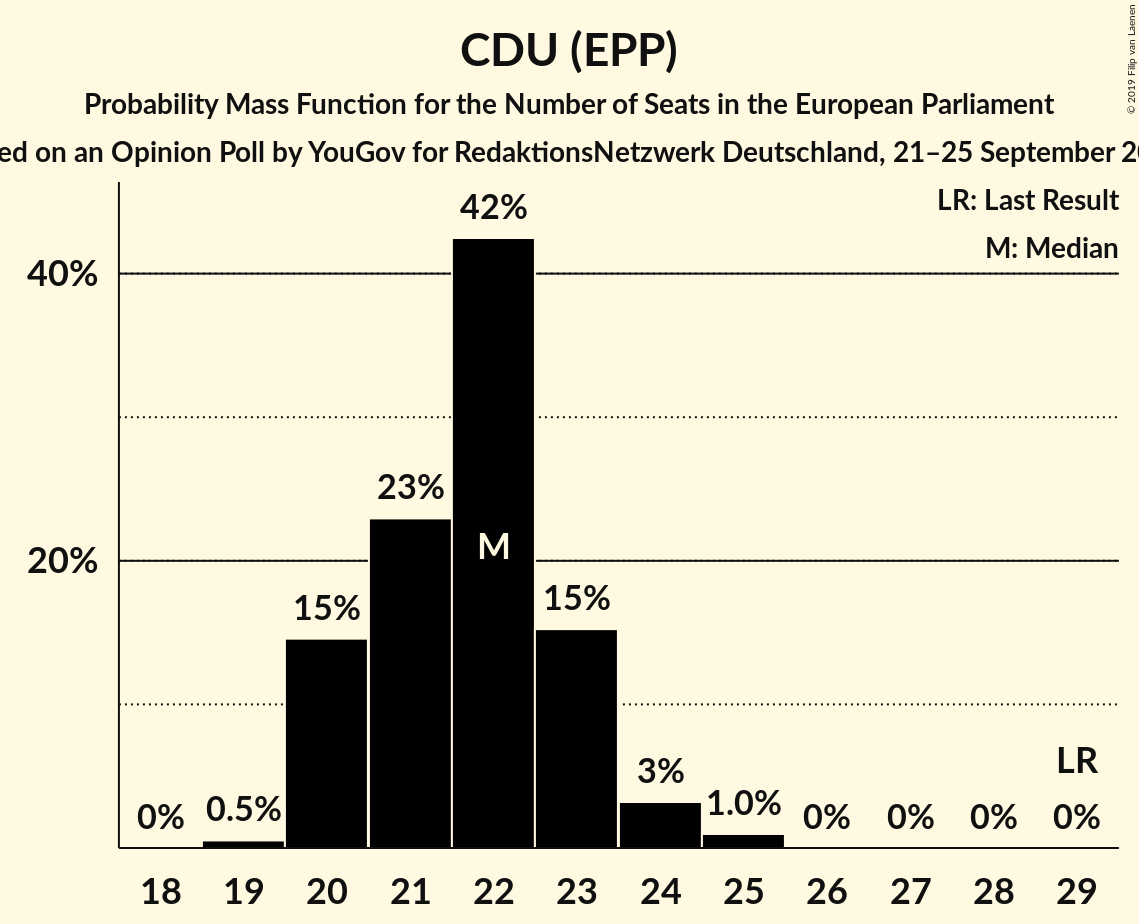 CDU (EPP)
Probability Mass Function for the Number of Seats in the European Parliament
on an Opinion Poll by YouGov for RedaktionsNetzwerk Deutschland, 21–25 September
© 2019 Filip van Laenen
LR: Last Result
M: Median
42%
40%
23%
M
20%
15%
15%
LR
3%
0% 0.5% 1.0% 0% 0% 0% 0%
18 19 20 21 22 23 24 25 26 27 28 29